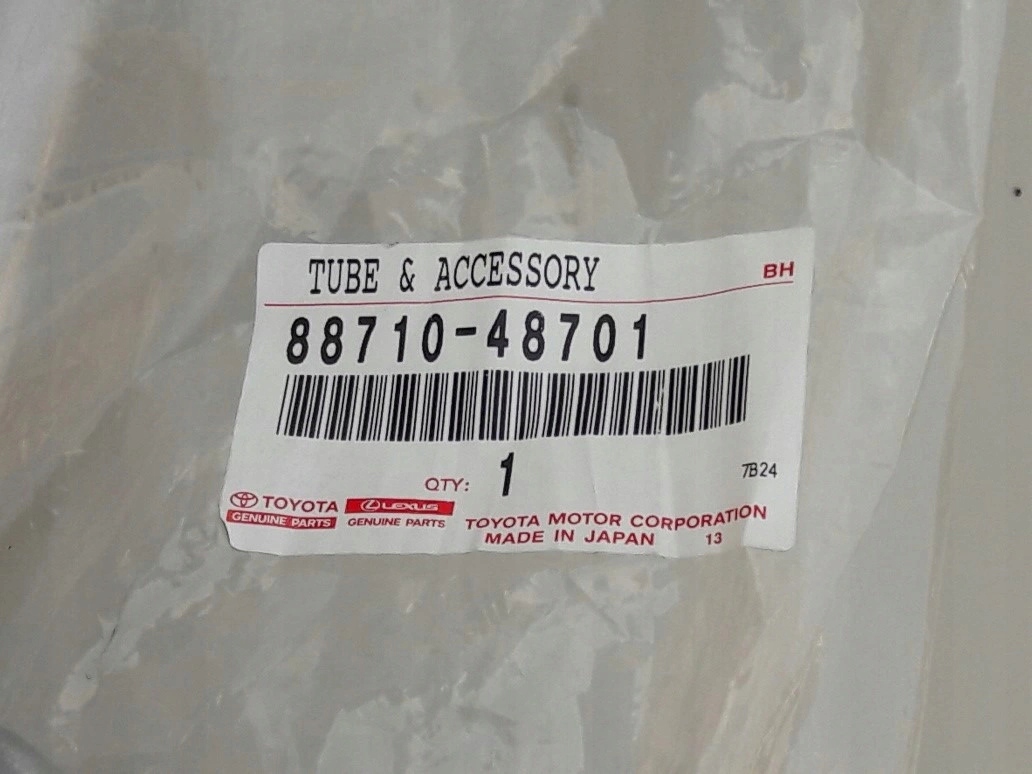 TUBE & ACCESSORY BH
88710-48701
QTY: 1 7B24
TOYOTA LEXUS
GENUINE PARTS GENUINE PARTS
TOYOTA MOTOR CORPORATION
MADE IN JAPAN 13